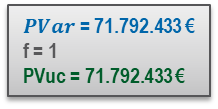 PVar = 71.792.433 €
f = 1
PVuc = 71.792.433 €